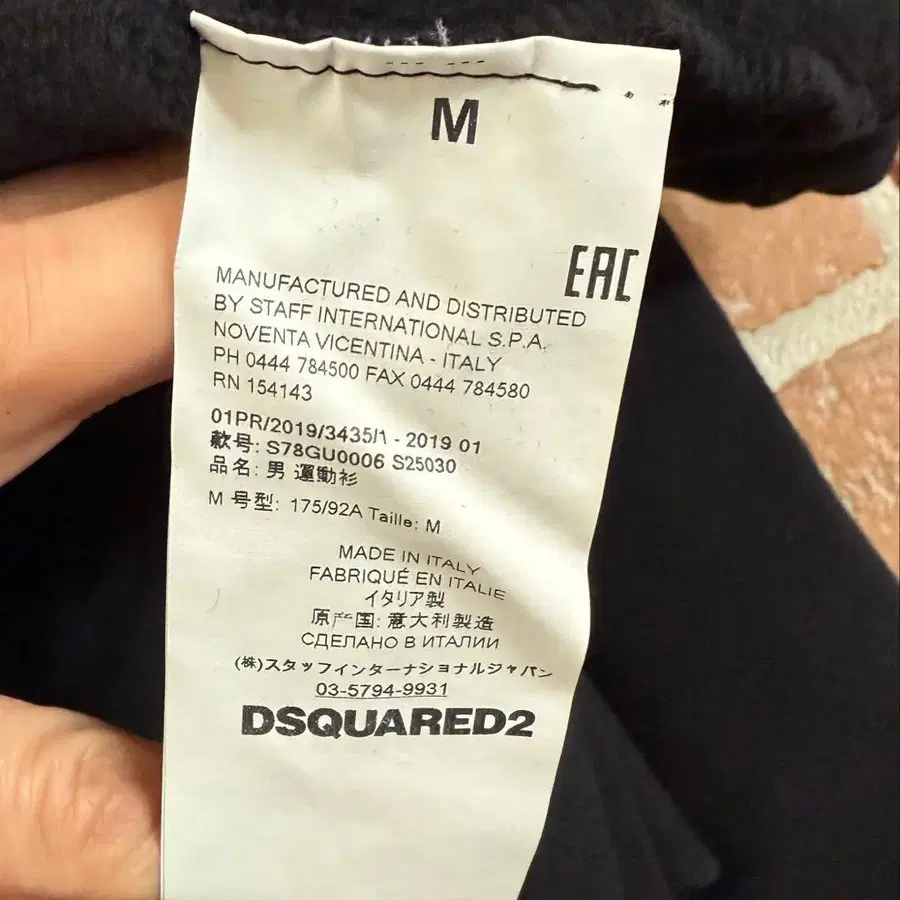 M
EAC
MANUFACTURED AND DISTRIBUTED
BY STAFF INTERNATIONAL S.P.A.
NOVENTA VICENTINA - ITALY
PH 0444 784500 FAX 0444 784580
RN 154143
01PR/2019/3435/1 - 2019 01
款号: S78GU0006 S25030
品名: 男 運動衫
M 号型: 175/92A Taille: M
MADE IN ITALY
FABRIQUÉ EN ITALIE
イタリア製
原产国: 意大利製造
СДЕЛАНО В ИТАЛИИ
(株)スタッフインターナショナルジャパン
03-5794-9931
DSQUARED2